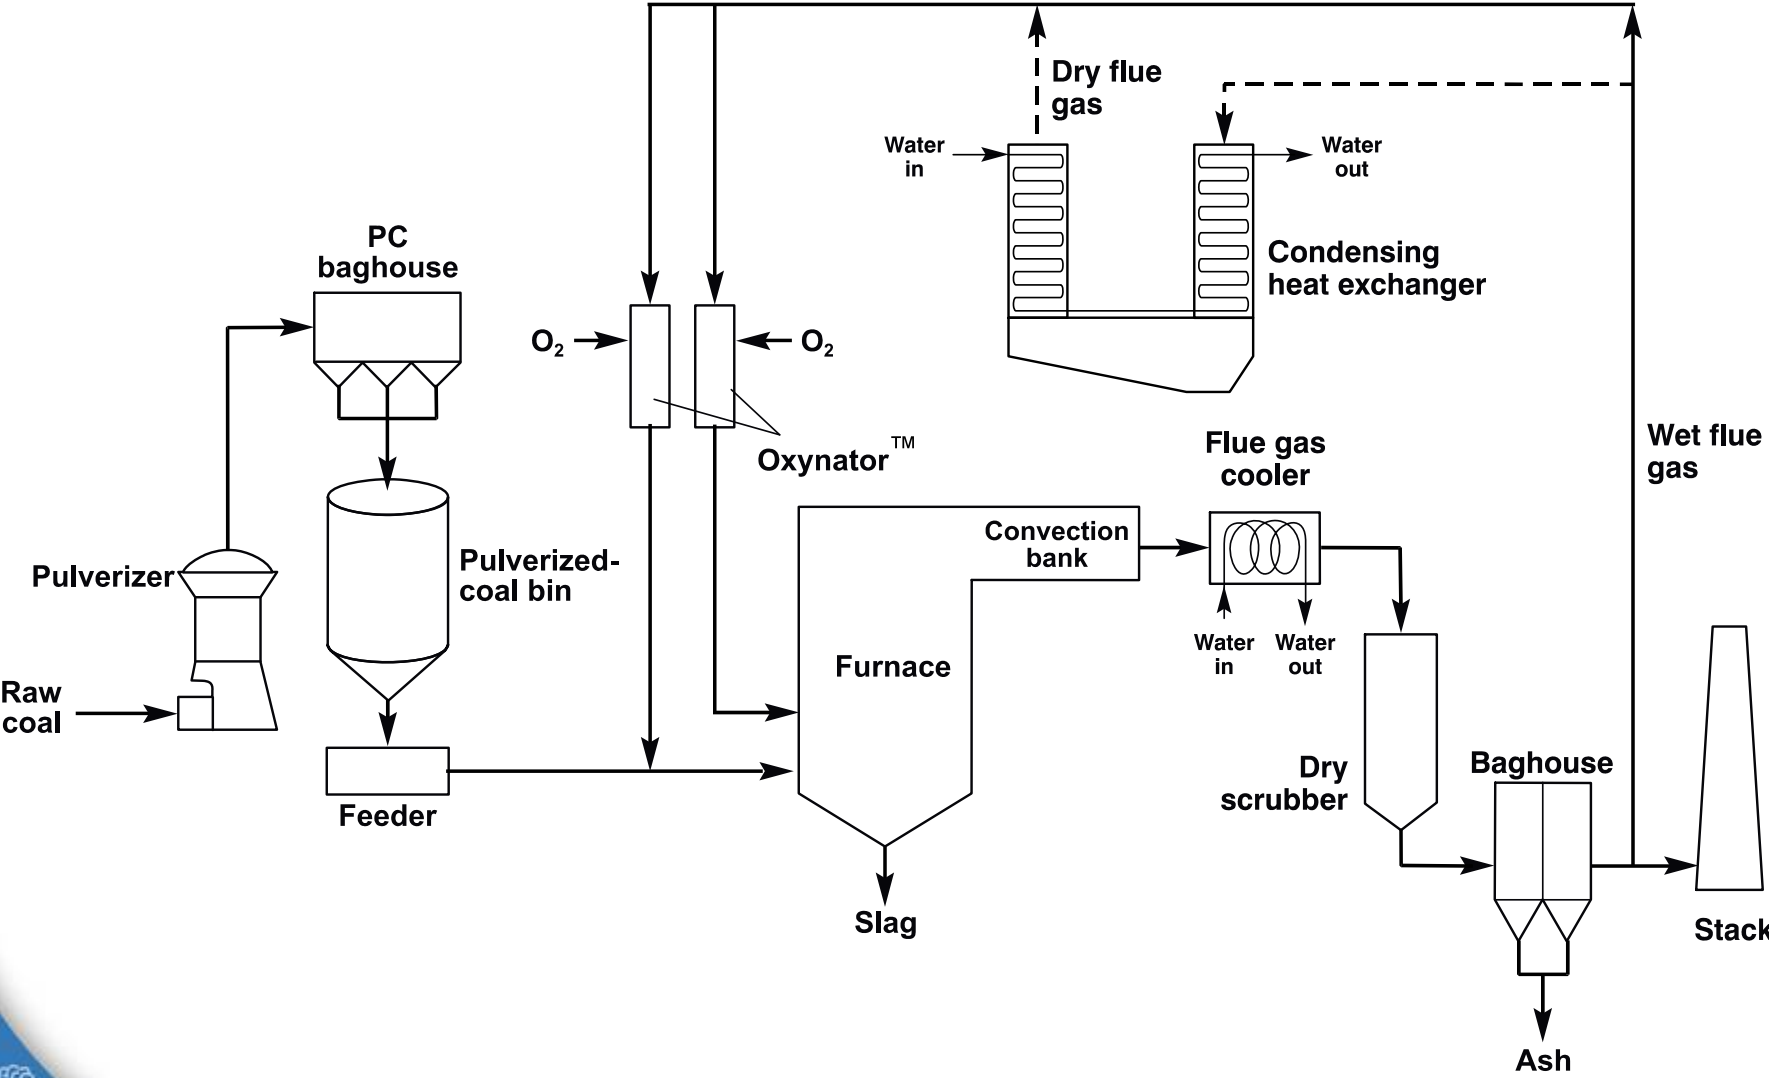 Dry flue
gas
Water
in
Water
out
PC
baghouse
Condensing
heat exchanger
O₂
O₂
Oxynator™
Flue gas
cooler
Wet flue
gas
Convection
bank
Pulverizer
Pulverized-
coal bin
Water
in
Water
out
Furnace
Raw
coal
Dry
scrubber
Baghouse
Feeder
Slag
Stack
Ash